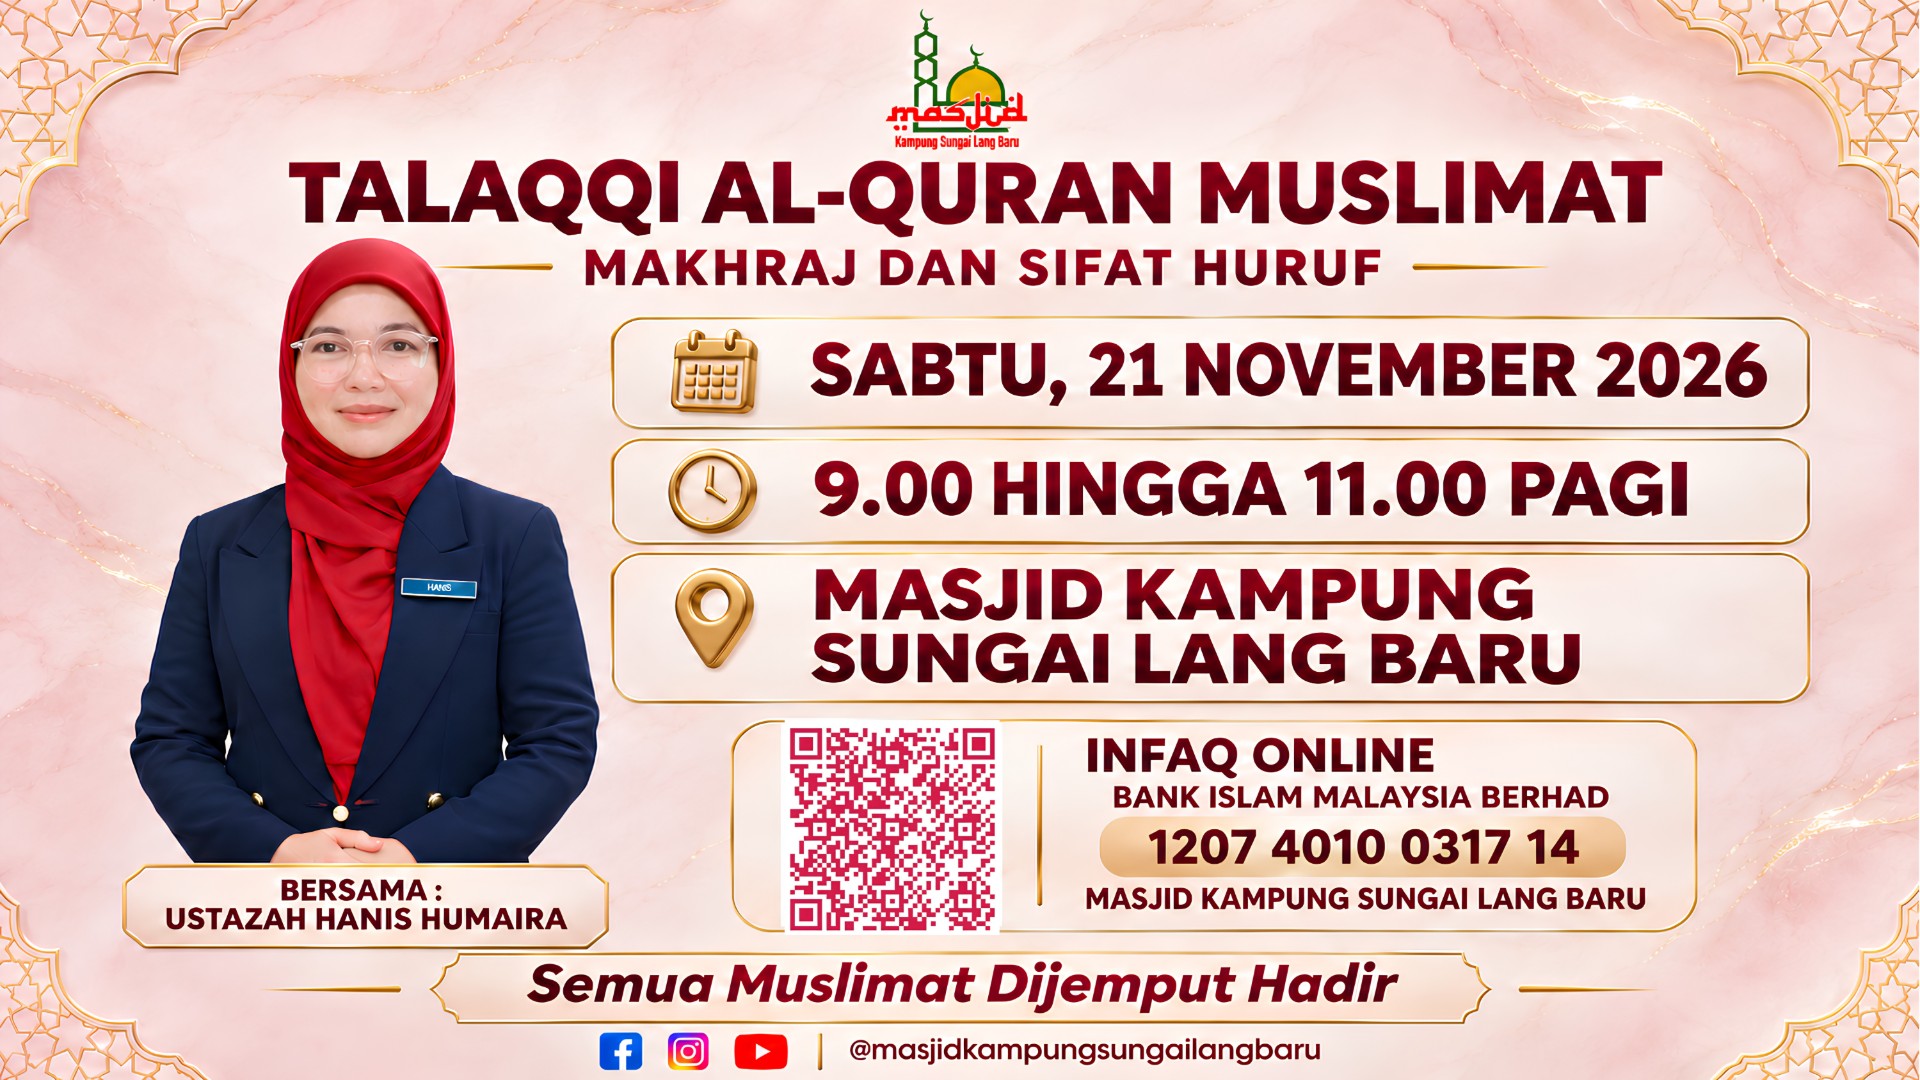 masjid
Kampung Sungai Lang Baru
TALAQQI AL-QURAN MUSLIMAT
MAKHRAJ DAN SIFAT HURUF
SABTU, 21 NOVEMBER 2026
9.00 HINGGA 11.00 PAGI
MASJID KAMPUNG
SUNGAI LANG BARU
HANIS
BERSAMA :
USTAZAH HANIS HUMAIRA
INFAQ ONLINE
BANK ISLAM MALAYSIA BERHAD
1207 4010 0317 14
MASJID KAMPUNG SUNGAI LANG BARU
Semua Muslimat Dijemput Hadir
@masjidkampungsungailangbaru